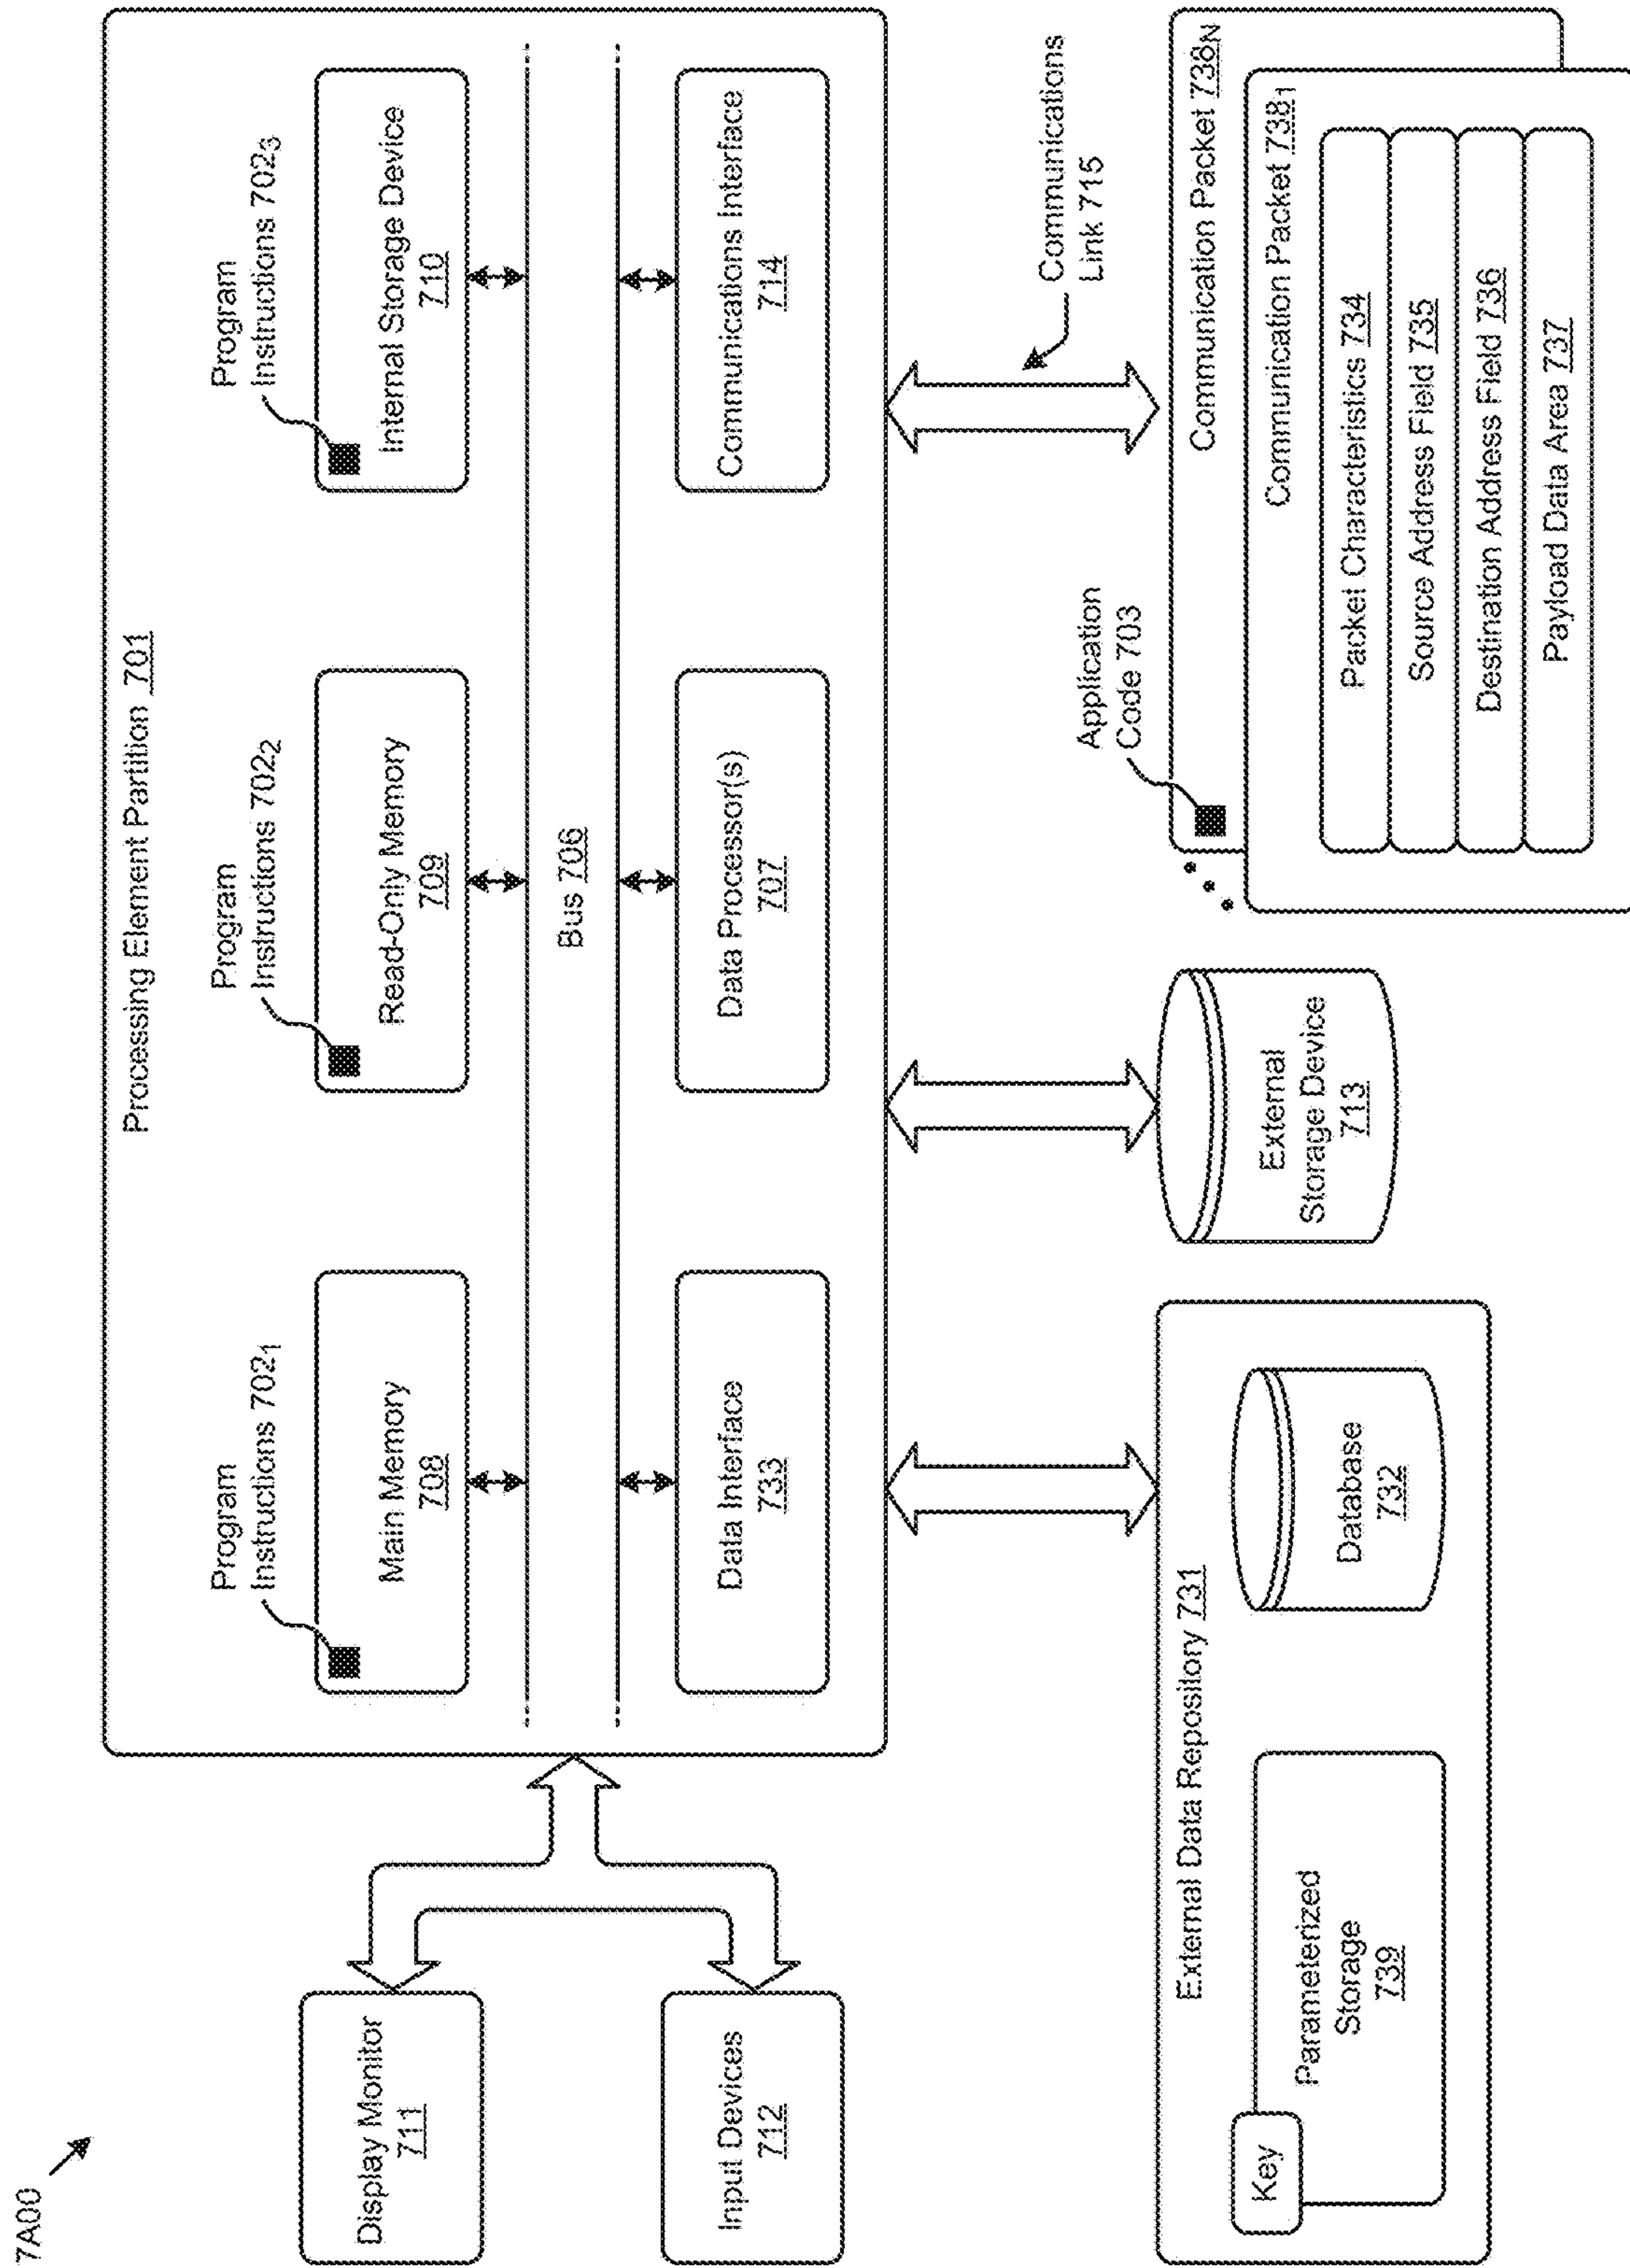 7A00
Processing Element Partition 701
Program
Instructions 702₁
Program
Instructions 702₂
Program
Instructions 702₃
Main Memory
708
Read-Only Memory
709
Internal Storage Device
710
Display Monitor
711
Bus 706
Input Devices
712
Data Interface
733
Data Processor(s)
707
Communications Interface
714
Communications
Link 715
External Data Repository 731
Key
Parameterized
Storage
739
Database
732
External
Storage Device
713
Application
Code 703
Communication Packet 738N
Communication Packet 738₁
Packet Characteristics 734
Source Address Field 735
Destination Address Field 736
Payload Data Area 737